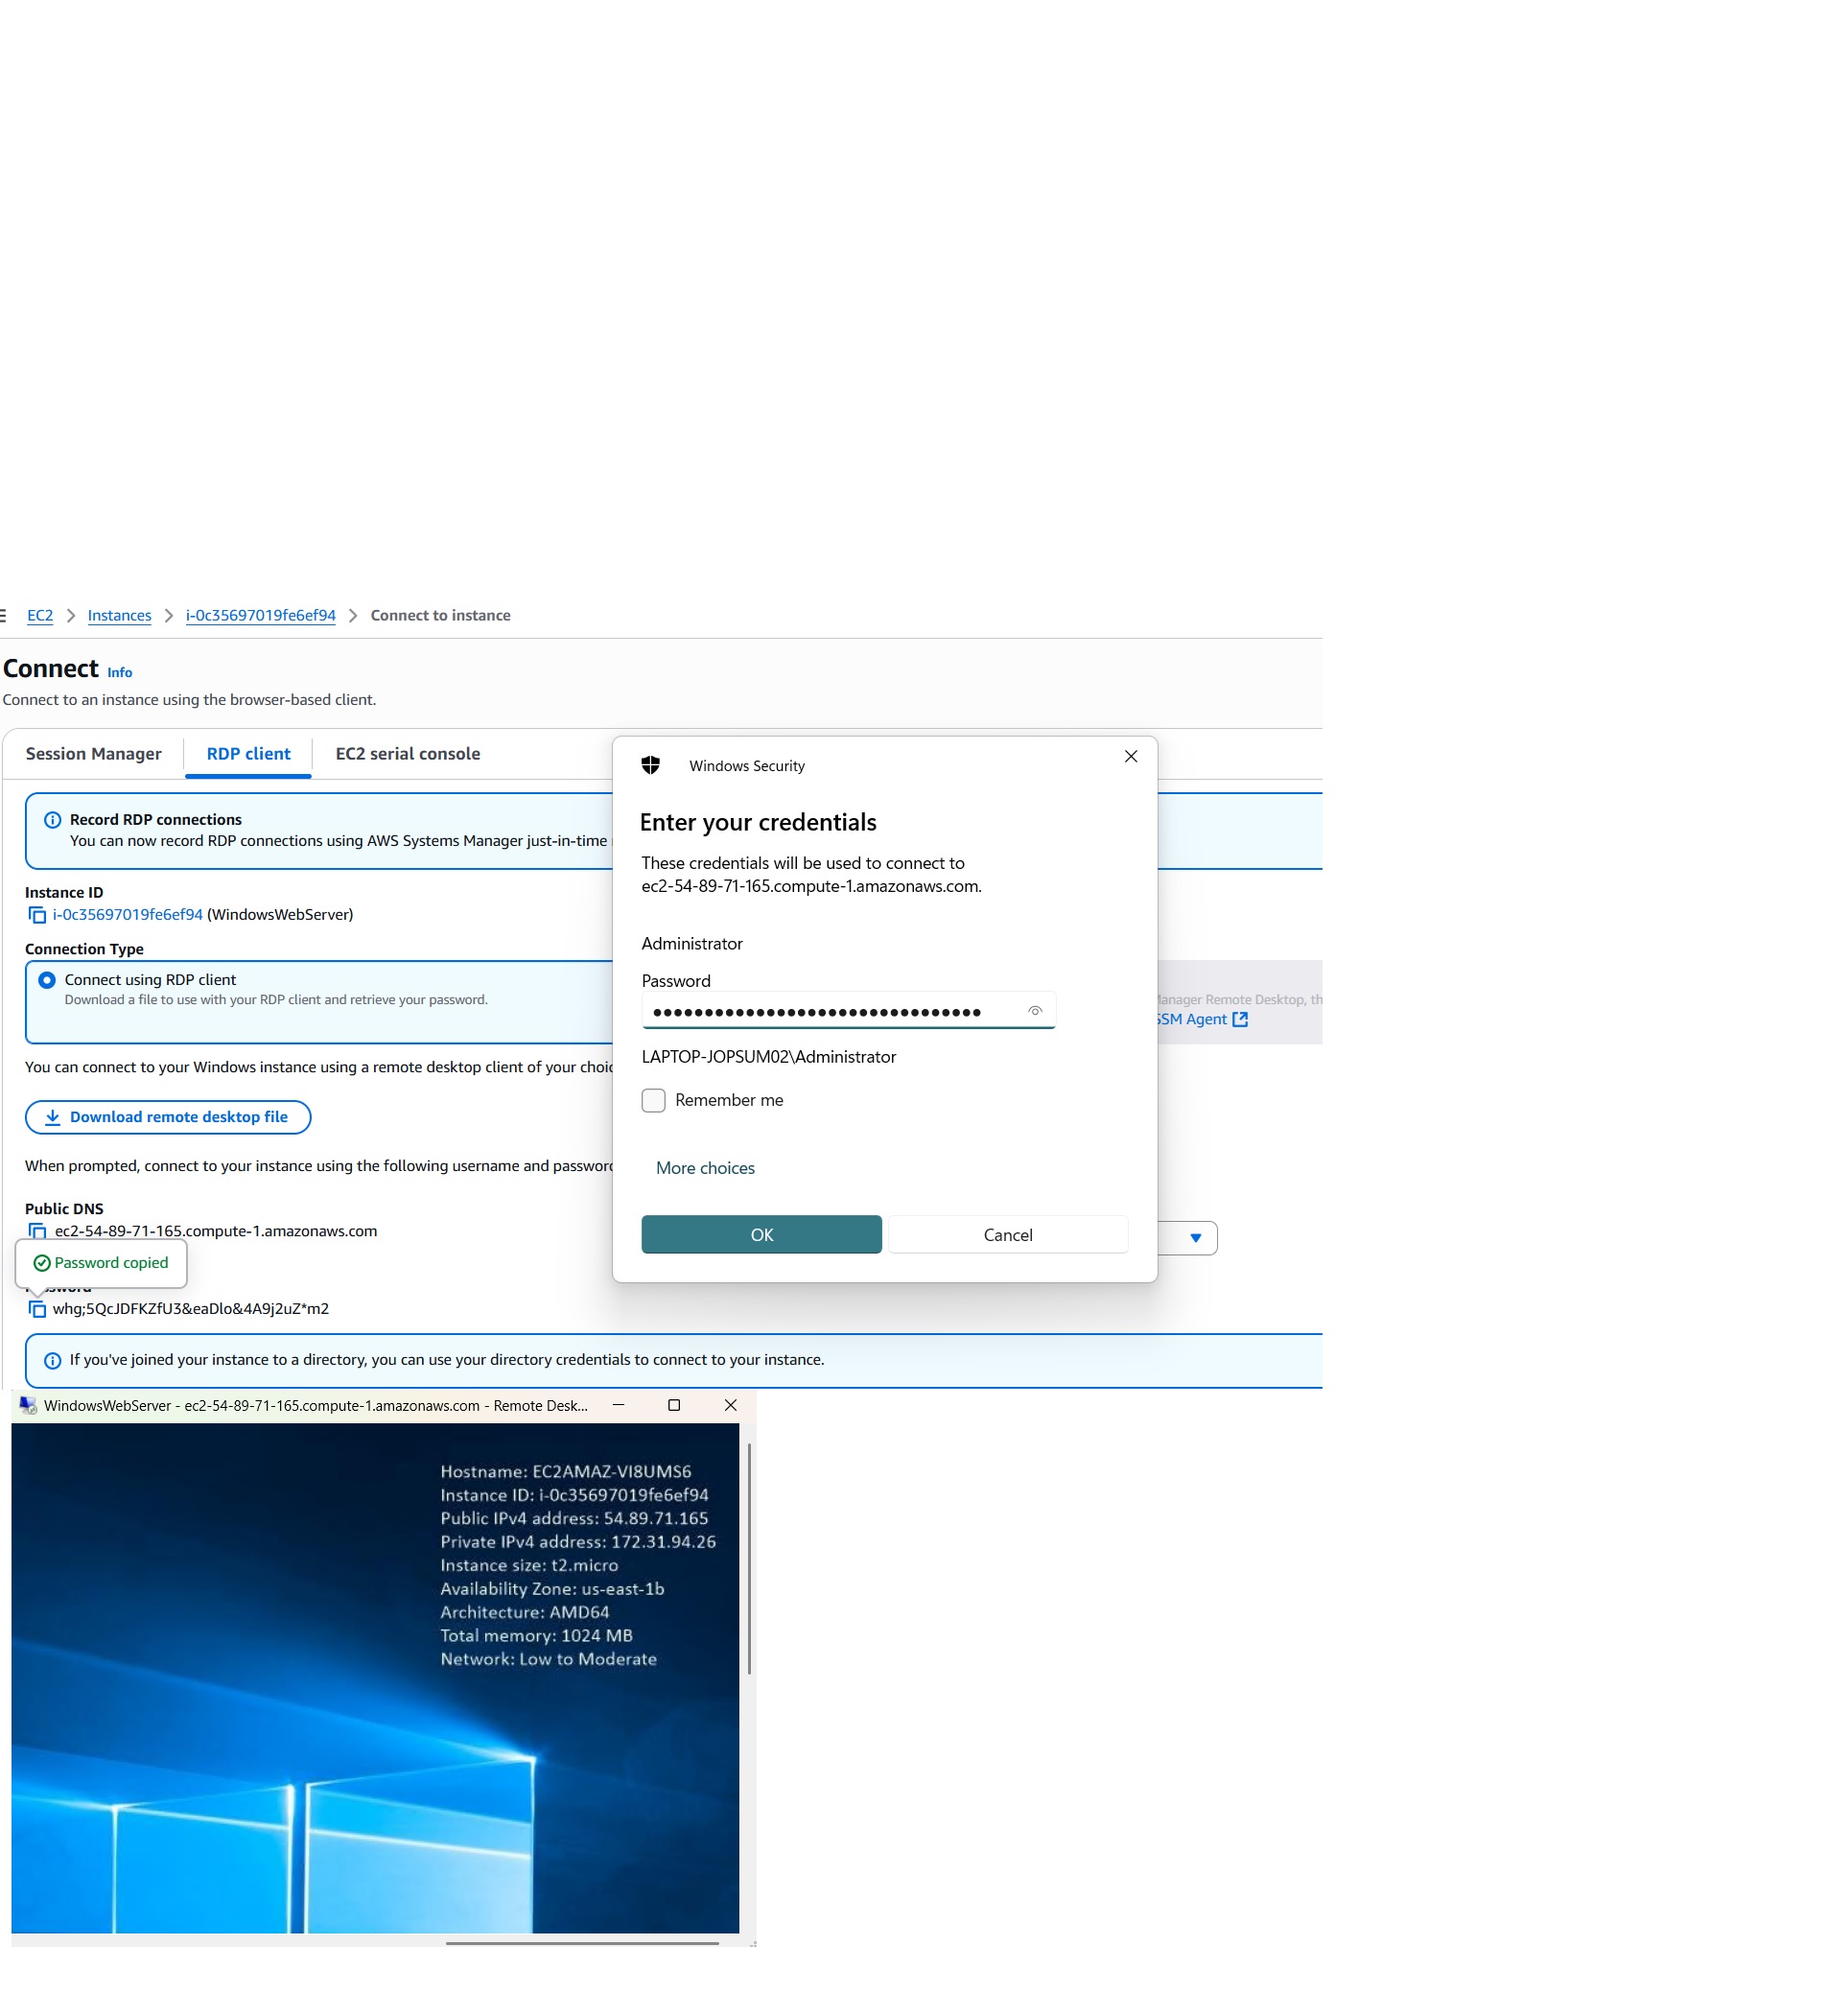 EC2 > Instances > i-0c35697019fe6ef94 > Connect to instance
Connect Info
Connect to an instance using the browser-based client.
Session Manager
RDP client
EC2 serial console
Record RDP connections
You can now record RDP connections using AWS Systems Manager just-in-time
Instance ID
i-0c35697019fe6ef94 (WindowsWebServer)
Connection Type
Connect using RDP client
Download a file to use with your RDP client and retrieve your password.
Manager Remote Desktop, th
SSM Agent
You can connect to your Windows instance using a remote desktop client of your choic
Download remote desktop file
When prompted, connect to your instance using the following username and password
Public DNS
ec2-54-89-71-165.compute-1.amazonaws.com
Password copied
whg;5QcJDFKZfU3&eaDlo&4A9j2uZ*m2
If you've joined your instance to a directory, you can use your directory credentials to connect to your instance.
Windows Security
Enter your credentials
These credentials will be used to connect to
ec2-54-89-71-165.compute-1.amazonaws.com.
Administrator
Password
LAPTOP-JOPSUM02\Administrator
Remember me
More choices
OK
Cancel
WindowsWebServer - ec2-54-89-71-165.compute-1.amazonaws.com - Remote Desk...
Hostname: EC2AMAZ-VI8UMS6
Instance ID: i-0c35697019fe6ef94
Public IPv4 address: 54.89.71.165
Private IPv4 address: 172.31.94.26
Instance size: t2.micro
Availability Zone: us-east-1b
Architecture: AMD64
Total memory: 1024 MB
Network: Low to Moderate